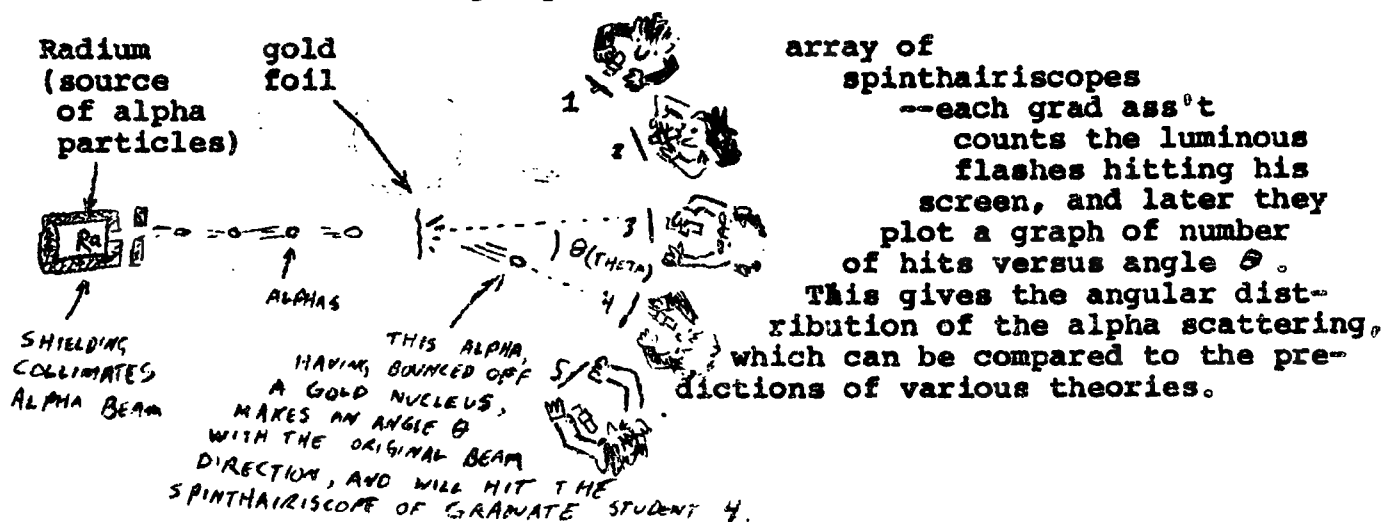 Radium
(source
of alpha
particles)
gold
foil
array of
spinthairiscopes
--each grad ass't
counts the luminous
flashes hitting his
screen, and later they
plot a graph of number
of hits versus angle θ.
This gives the angular dist-
ribution of the alpha scattering,
which can be compared to the pre-
dictions of various theories.
1
2
3
4
5
Ra
θ(THETA)
ALPHAS
SHIELDING
COLLIMATES
ALPHA BEAM
THIS ALPHA,
HAVING BOUNCED OFF
A GOLD NUCLEUS,
MAKES AN ANGLE θ
WITH THE ORIGINAL BEAM
DIRECTION, AND WILL HIT THE
SPINTHAIRISCOPE OF GRADUATE STUDENT 4.